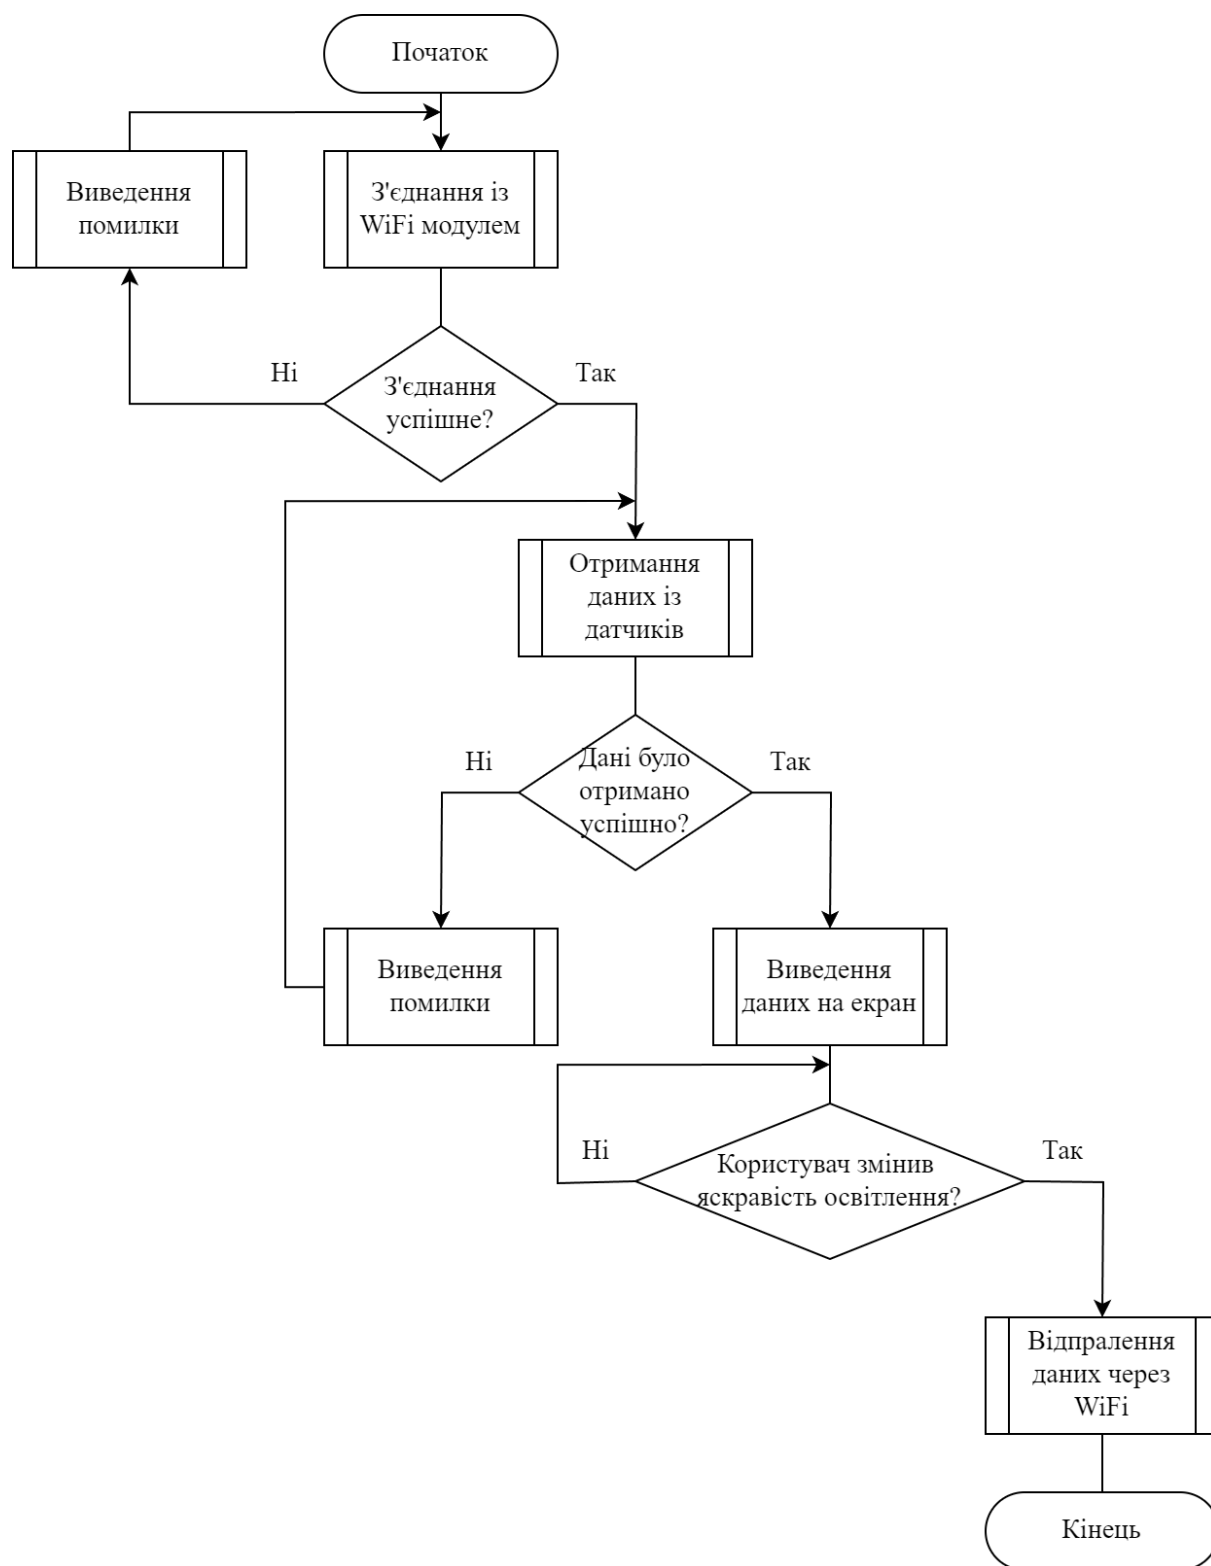 Початок
Виведення
помилки
З'єднання із
WiFi модулем
Ні
Так
З'єднання
успішне?
Отримання
даних із
датчиків
Ні
Так
Дані було
отримано
успішно?
Виведення
помилки
Виведення
даних на екран
Ні
Так
Користувач змінив
яскравість освітлення?
Відпралення
даних через
WiFi
Кінець